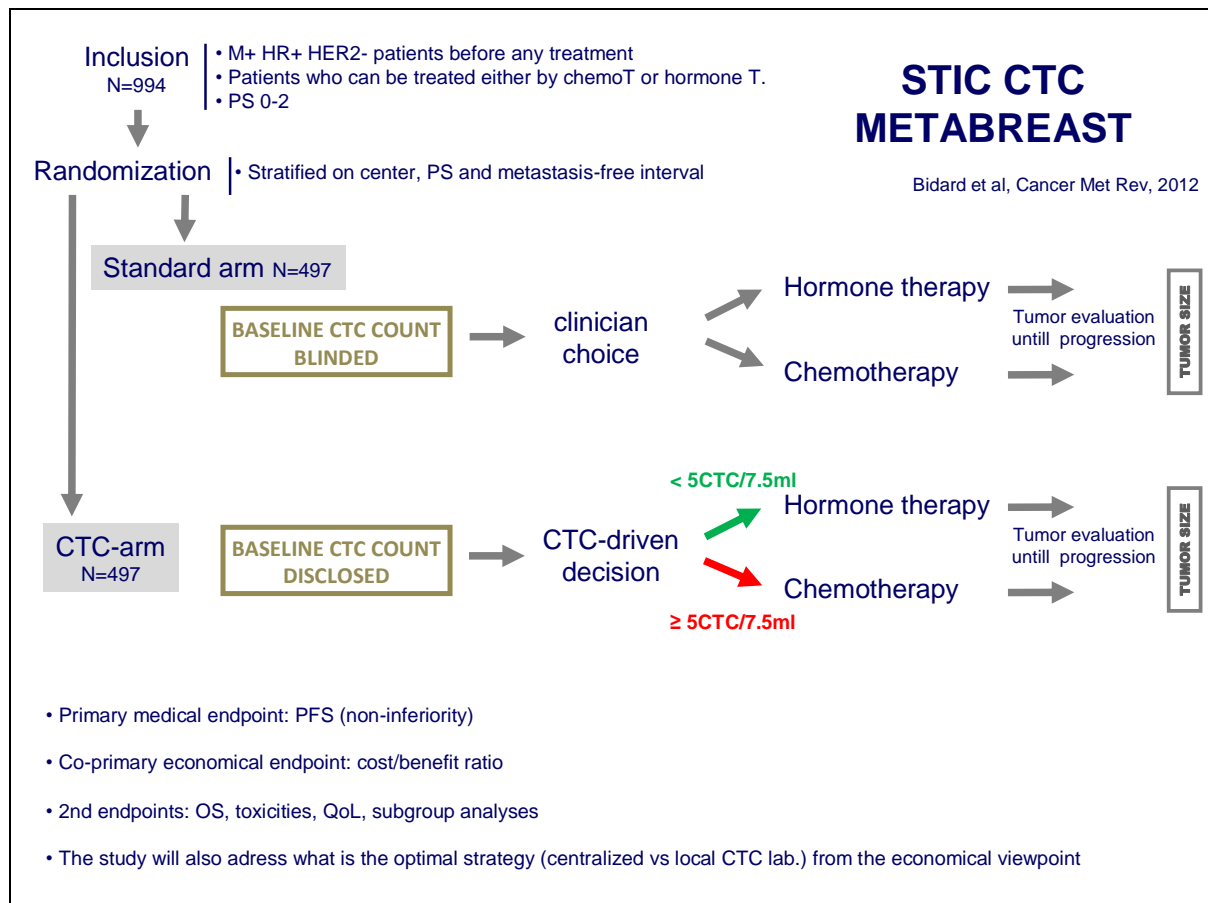 Inclusion
N=994
• M+ HR+ HER2- patients before any treatment
• Patients who can be treated either by chemoT or hormone T.
• PS 0-2
STIC CTC
METABREAST
Bidard et al, Cancer Met Rev, 2012
Randomization
• Stratified on center, PS and metastasis-free interval
Standard arm N=497
BASELINE CTC COUNT
BLINDED
clinician
choice
Hormone therapy
Chemotherapy
Tumor evaluation
untill progression
TUMOR SIZE
CTC-arm
N=497
BASELINE CTC COUNT
DISCLOSED
CTC-driven
decision
< 5CTC/7.5ml
Hormone therapy
Chemotherapy
≥ 5CTC/7.5ml
Tumor evaluation
untill progression
TUMOR SIZE
• Primary medical endpoint: PFS (non-inferiority)
• Co-primary economical endpoint: cost/benefit ratio
• 2nd endpoints: OS, toxicities, QoL, subgroup analyses
• The study will also adress what is the optimal strategy (centralized vs local CTC lab.) from the economical viewpoint